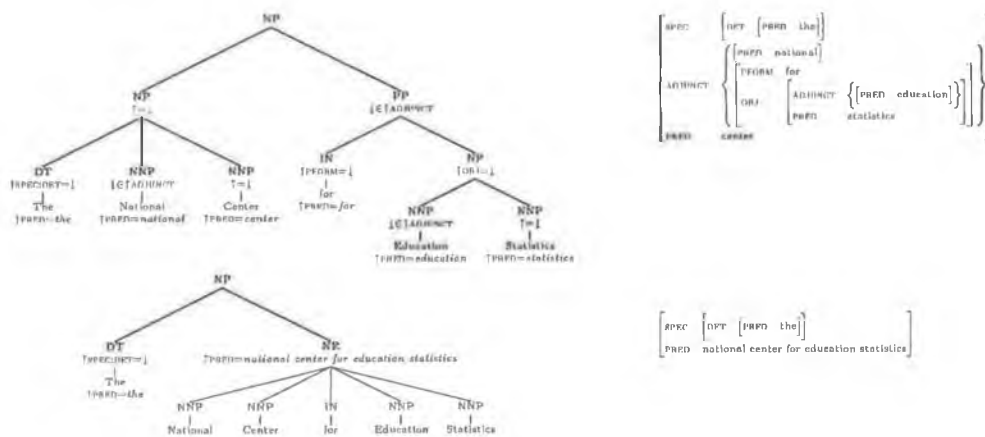 NP
NP PP
↑=↓ ↓∈↑ADJUNCT
DT NNP NNP IN NP
↑SPEC:DET=↓ ↓∈↑ADJUNCT ↑=↓ ↑PFORM=↓ ↑OBJ=↓
The National Center for
↑PRED=the ↑PRED=national ↑PRED=center ↑PRED=for
NNP NNP
↓∈↑ADJUNCT ↑=↓
Education Statistics
↑PRED=education ↑PRED=statistics
SPEC [DET [PRED the]]
[PRED national]
PFORM for
ADJUNCT
OBJ [ADJUNCT {[PRED education]}
PRED statistics
PRED center
NP
DT NE
↑SPEC:DET=↓ ↑PRED=national center for education statistics
The
↑PRED=the
NNP NNP IN NNP NNP
National Center for Education Statistics
SPEC [DET [PRED the]]
PRED national center for education statistics